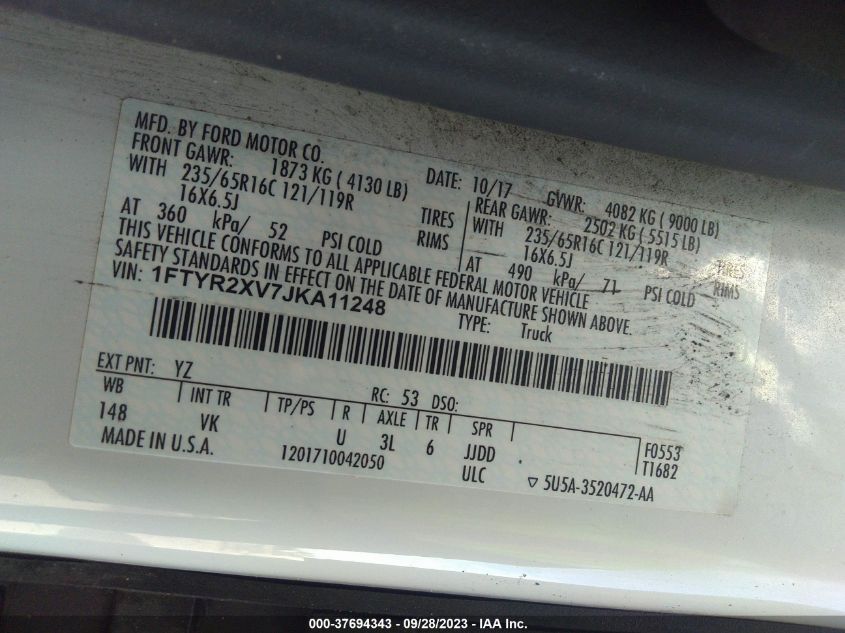 MFD. BY FORD MOTOR CO.
DATE: 10/17 GVWR: 4082 KG ( 9000 LB)
FRONT GAWR: 1873 KG ( 4130 LB)
REAR GAWR: 2502 KG ( 5515 LB)
WITH 235/65R16C 121/119R TIRES
WITH 235/65R16C 121/119R TIRES
16X6.5J RIMS
16X6.5J RIMS
AT 360 kPa/ 52 PSI COLD
AT 490 kPa/ 71 PSI COLD
THIS VEHICLE CONFORMS TO ALL APPLICABLE FEDERAL MOTOR VEHICLE
SAFETY STANDARDS IN EFFECT ON THE DATE OF MANUFACTURE SHOWN ABOVE.
VIN: 1FTYR2XV7JKA11248
TYPE: Truck
EXT PNT: YZ RC: 53 DSO:
WB INT TR TP/PS R AXLE TR SPR F0553
148 VK U 3L 6 JJDD T1682
MADE IN U.S.A. 1201710042050 ULC ▽ 5U5A-3520472-AA
000-37694343 / 09/28/2023 / IAA Inc.